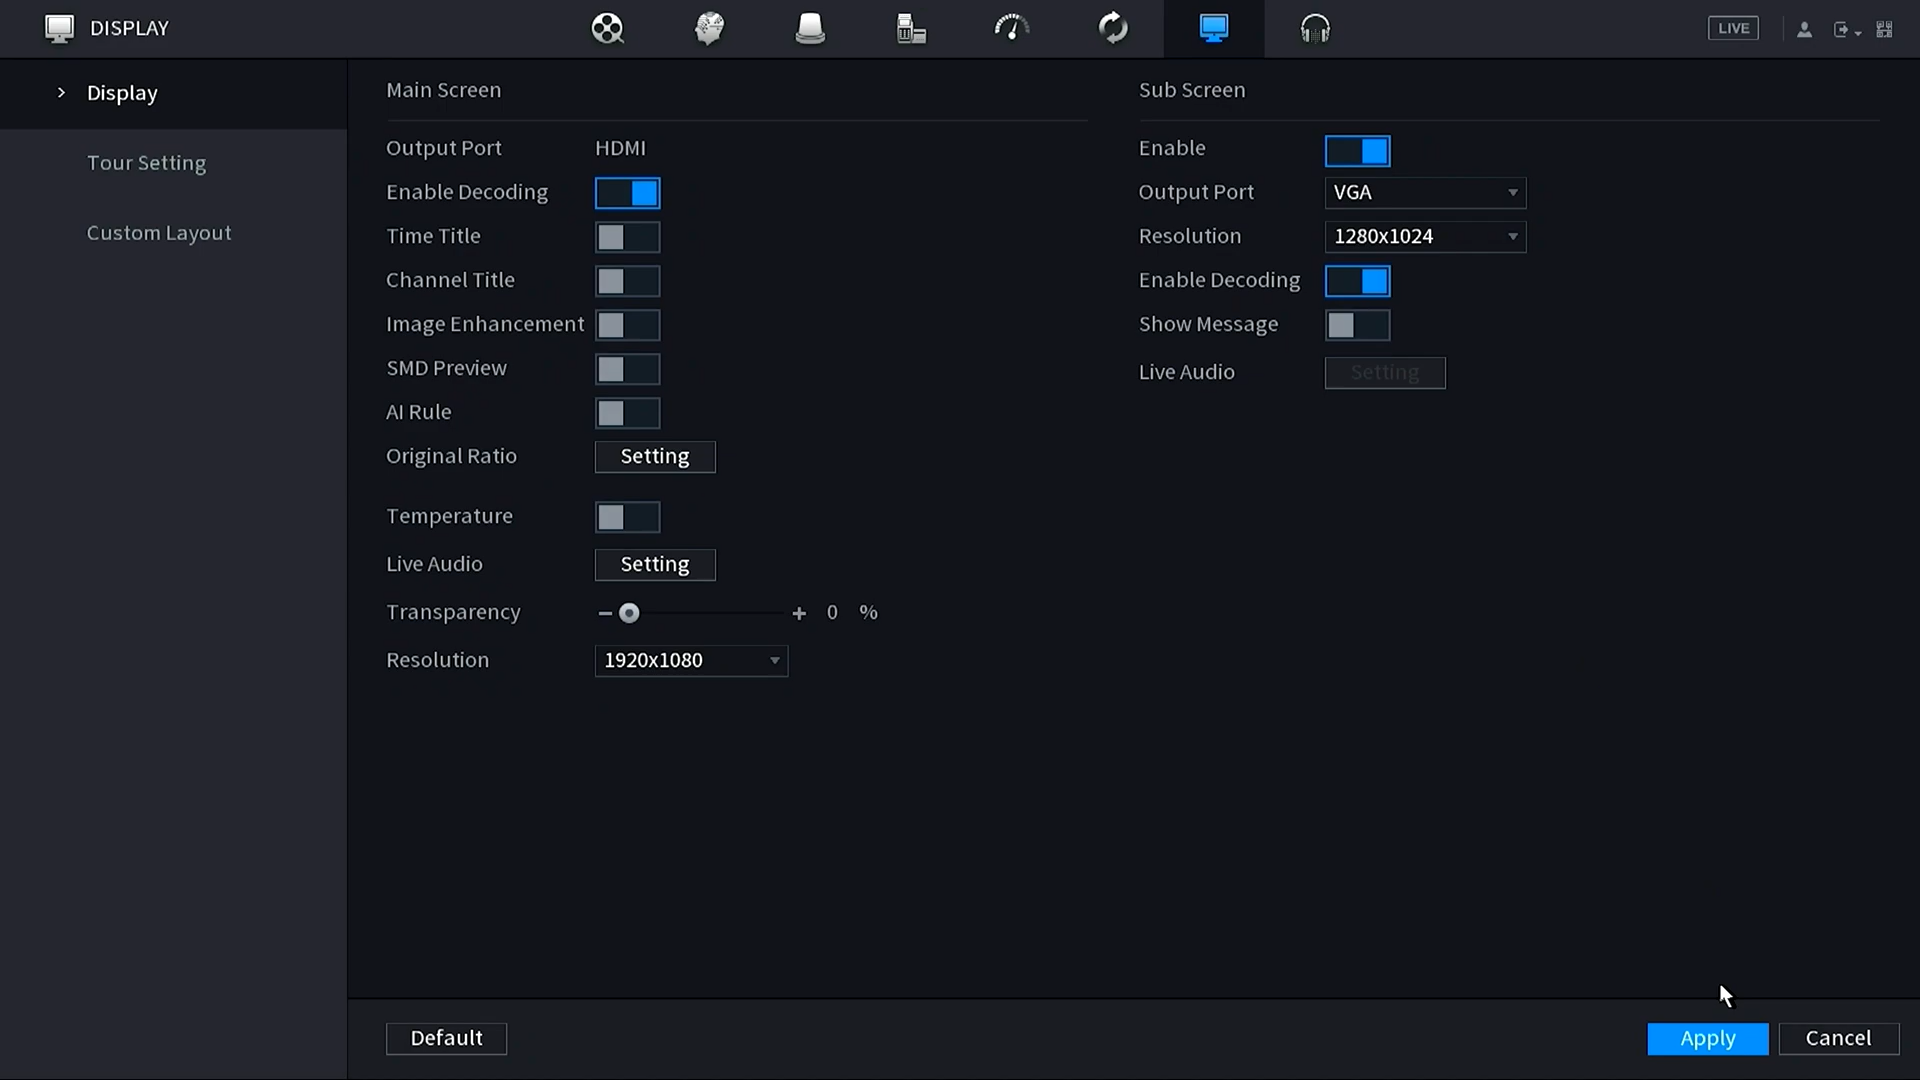 DISPLAY
LIVE
Display
Tour Setting
Custom Layout
Main Screen
Output Port HDMI
Enable Decoding
Time Title
Channel Title
Image Enhancement
SMD Preview
AI Rule
Original Ratio Setting
Temperature
Live Audio Setting
Transparency 0 %
Resolution 1920x1080
Sub Screen
Enable
Output Port VGA
Resolution 1280x1024
Enable Decoding
Show Message
Live Audio Setting
Default
Apply
Cancel